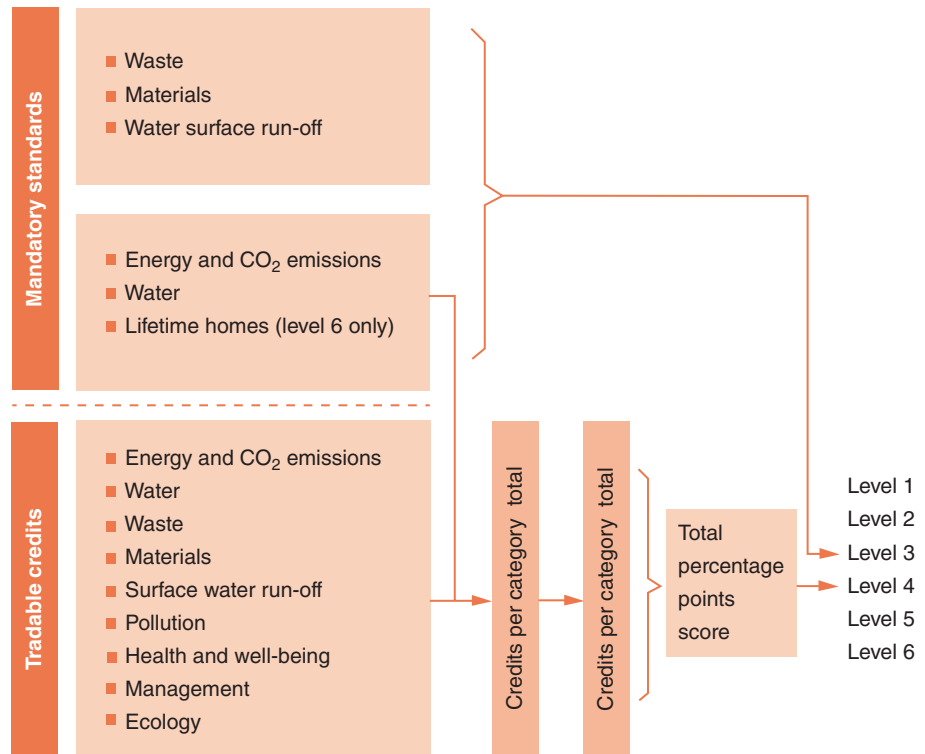 Mandatory standards
Waste
Materials
Water surface run-off
Energy and CO₂ emissions
Water
Lifetime homes (level 6 only)
Tradable credits
Energy and CO₂ emissions
Water
Waste
Materials
Surface water run-off
Pollution
Health and well-being
Management
Ecology
Credits per category total
Credits per category total
Total
percentage
points
score
Level 1
Level 2
Level 3
Level 4
Level 5
Level 6